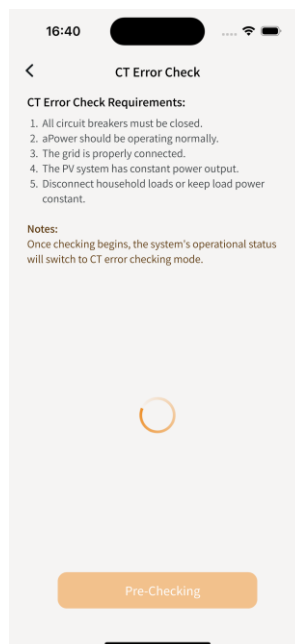 16:40
CT Error Check
CT Error Check Requirements:
1. All circuit breakers must be closed.
2. aPower should be operating normally.
3. The grid is properly connected.
4. The PV system has constant power output.
5. Disconnect household loads or keep load power
constant.
Notes:
Once checking begins, the system's operational status
will switch to CT error checking mode.
Pre-Checking